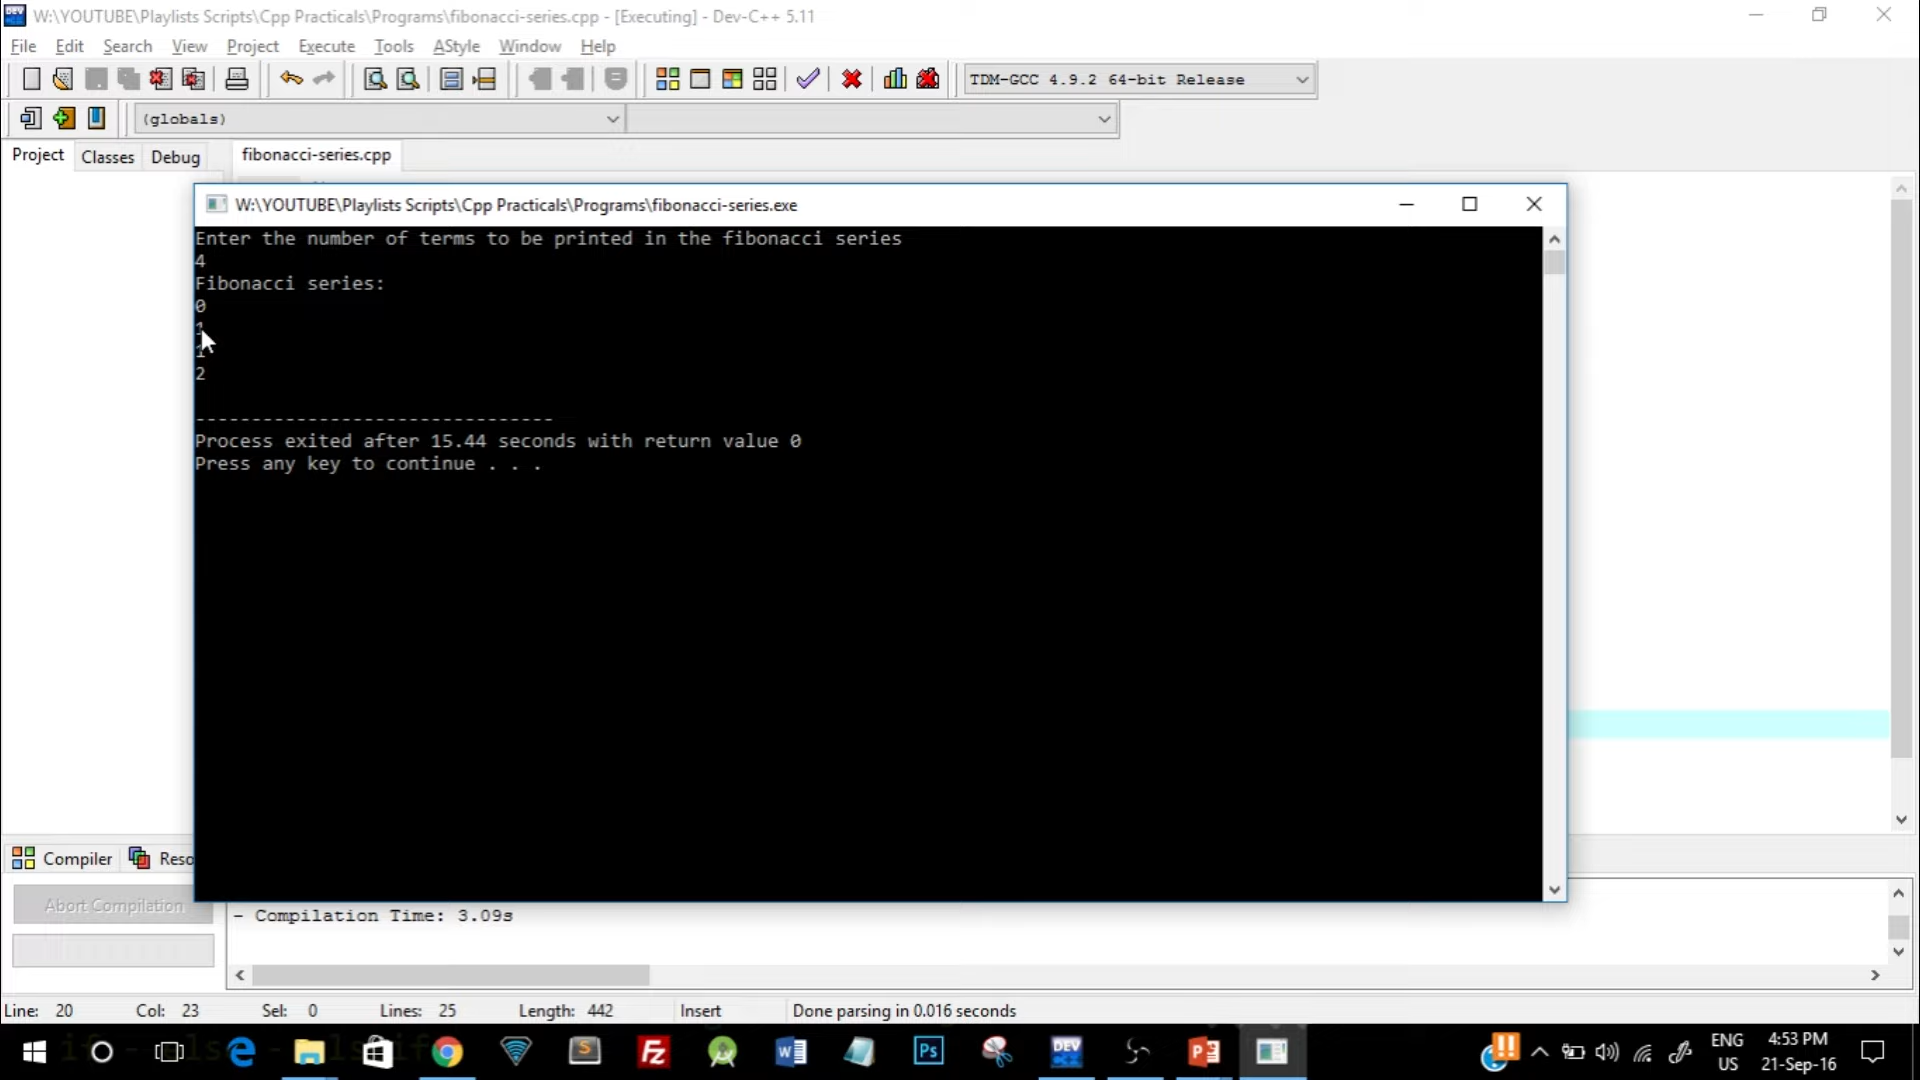 W:\YOUTUBE\Playlists Scripts\Cpp Practicals\Programs\fibonacci-series.cpp - [Executing] - Dev-C++ 5.11
File Edit Search View Project Execute Tools AStyle Window Help
TDM-GCC 4.9.2 64-bit Release
(globals)
Project Classes Debug fibonacci-series.cpp
W:\YOUTUBE\Playlists Scripts\Cpp Practicals\Programs\fibonacci-series.exe
Enter the number of terms to be printed in the fibonacci series
4
Fibonacci series:
0
1
1
2
--------------------------------
Process exited after 15.44 seconds with return value 0
Press any key to continue . . .
Compiler Reso
Abort Compilation
- Compilation Time: 3.09s
Line: 20 Col: 23 Sel: 0 Lines: 25 Length: 442 Insert Done parsing in 0.016 seconds
ENG 4:53 PM
US 21-Sep-16